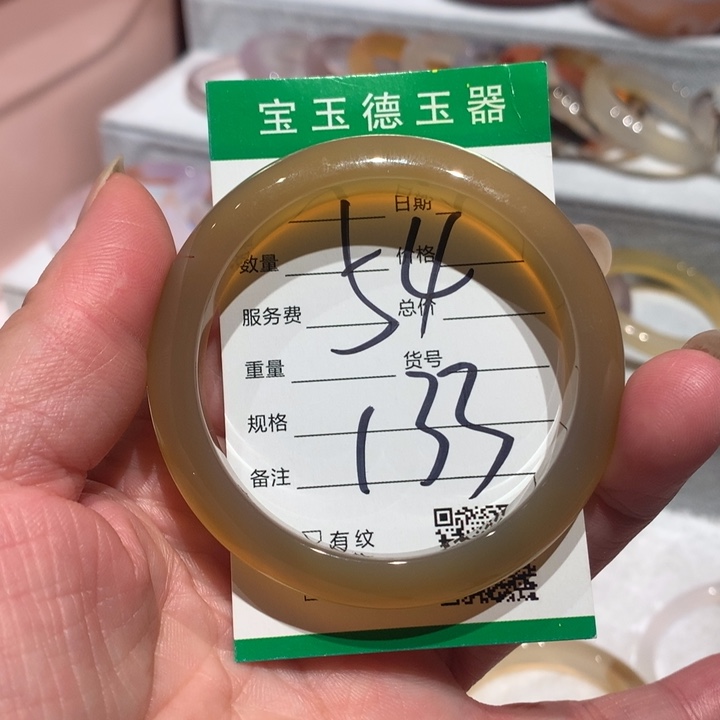 宝玉德玉器
日期
数量 价格
服务费 总价
重量 货号
规格
备注
有纹
54
133